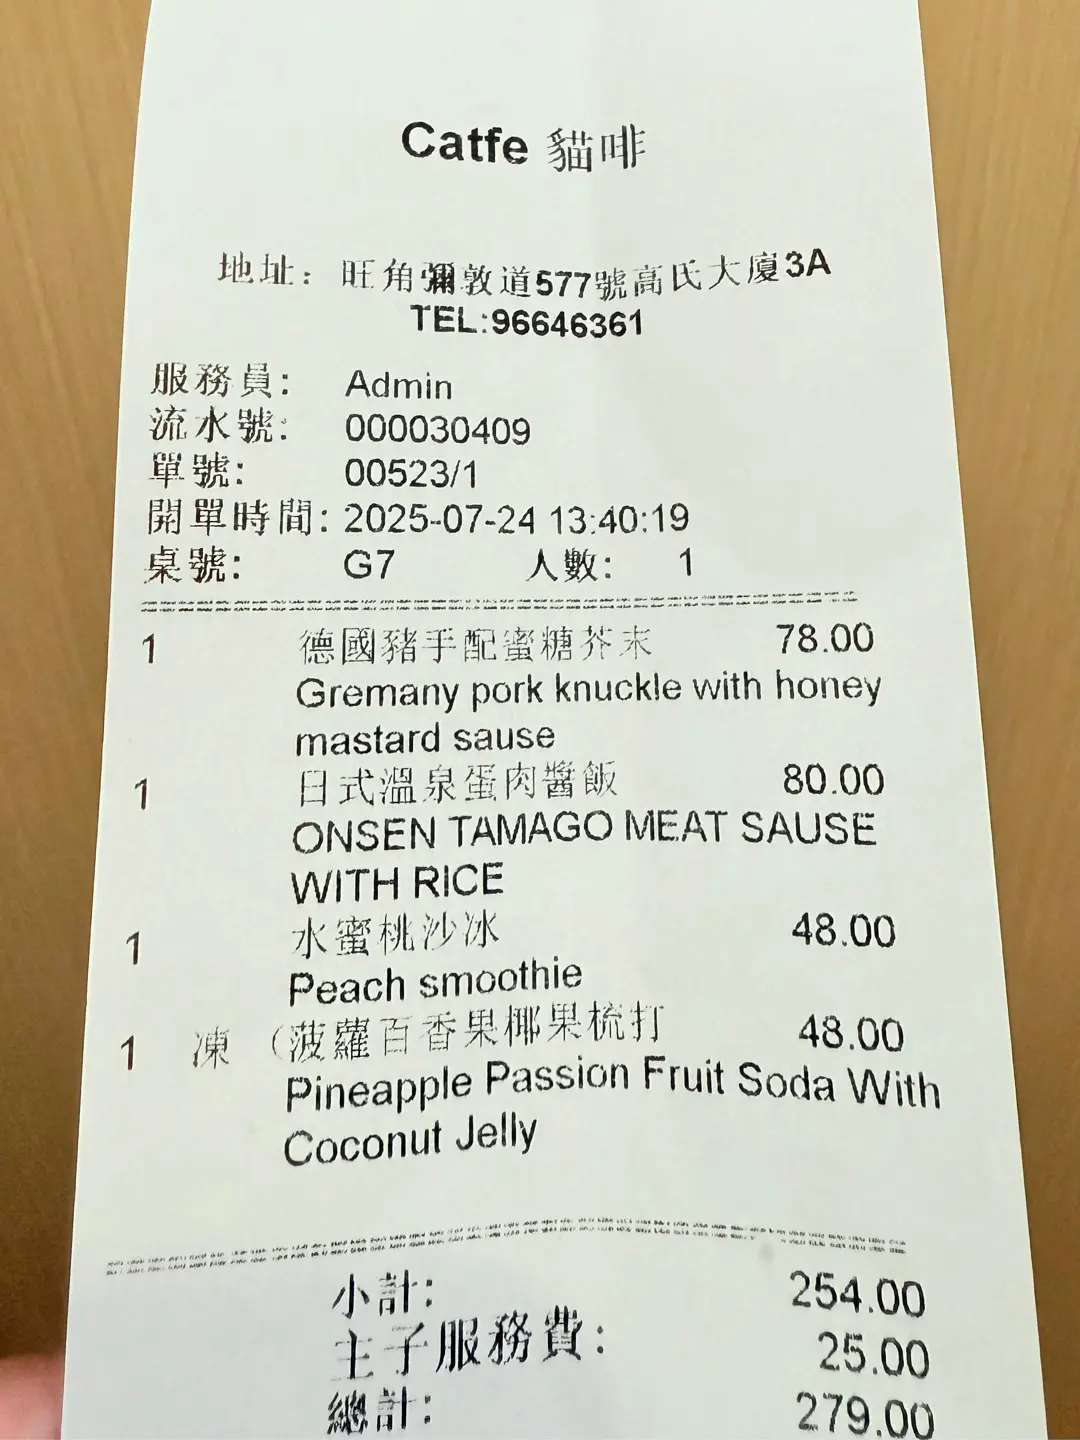 Catfe 貓啡
地址：旺角彌敦道577號高氏大廈3A
TEL:96646361
服務員: Admin
流水號: 000030409
單號: 00523/1
開單時間: 2025-07-24 13:40:19
桌號: G7 人數: 1
1 德國豬手配蜜糖芥末 78.00
Gremany pork knuckle with honey
mastard sause
1 日式溫泉蛋肉醬飯 80.00
ONSEN TAMAGO MEAT SAUSE
WITH RICE
1 水蜜桃沙冰 48.00
Peach smoothie
1 凍 （菠蘿百香果椰果梳打 48.00
Pineapple Passion Fruit Soda With
Coconut Jelly
小計: 254.00
主子服務費: 25.00
總計: 279.00